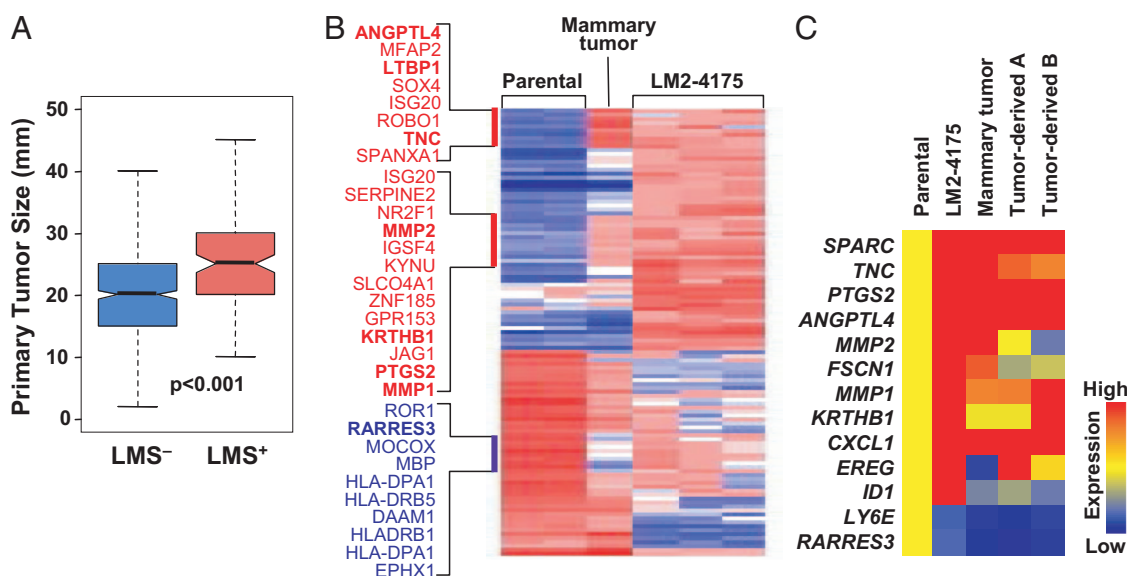 A
Primary Tumor Size (mm)
50
40
30
20
10
0
p<0.001
LMS–
LMS+
B
ANGPTL4
MFAP2
LTBP1
SOX4
ISG20
ROBO1
TNC
SPANXA1
ISG20
SERPINE2
NR2F1
MMP2
IGSF4
KYNU
SLCO4A1
ZNF185
GPR153
KRTHB1
JAG1
PTGS2
MMP1
ROR1
RARRES3
MOCOX
MBP
HLA-DPA1
HLA-DRB5
DAAM1
HLADRB1
HLA-DPA1
EPHX1
Mammary
tumor
Parental
LM2-4175
C
Parental
LM2-4175
Mammary tumor
Tumor-derived A
Tumor-derived B
SPARC
TNC
PTGS2
ANGPTL4
MMP2
FSCN1
MMP1
KRTHB1
CXCL1
EREG
ID1
LY6E
RARRES3
High
Expression
Low